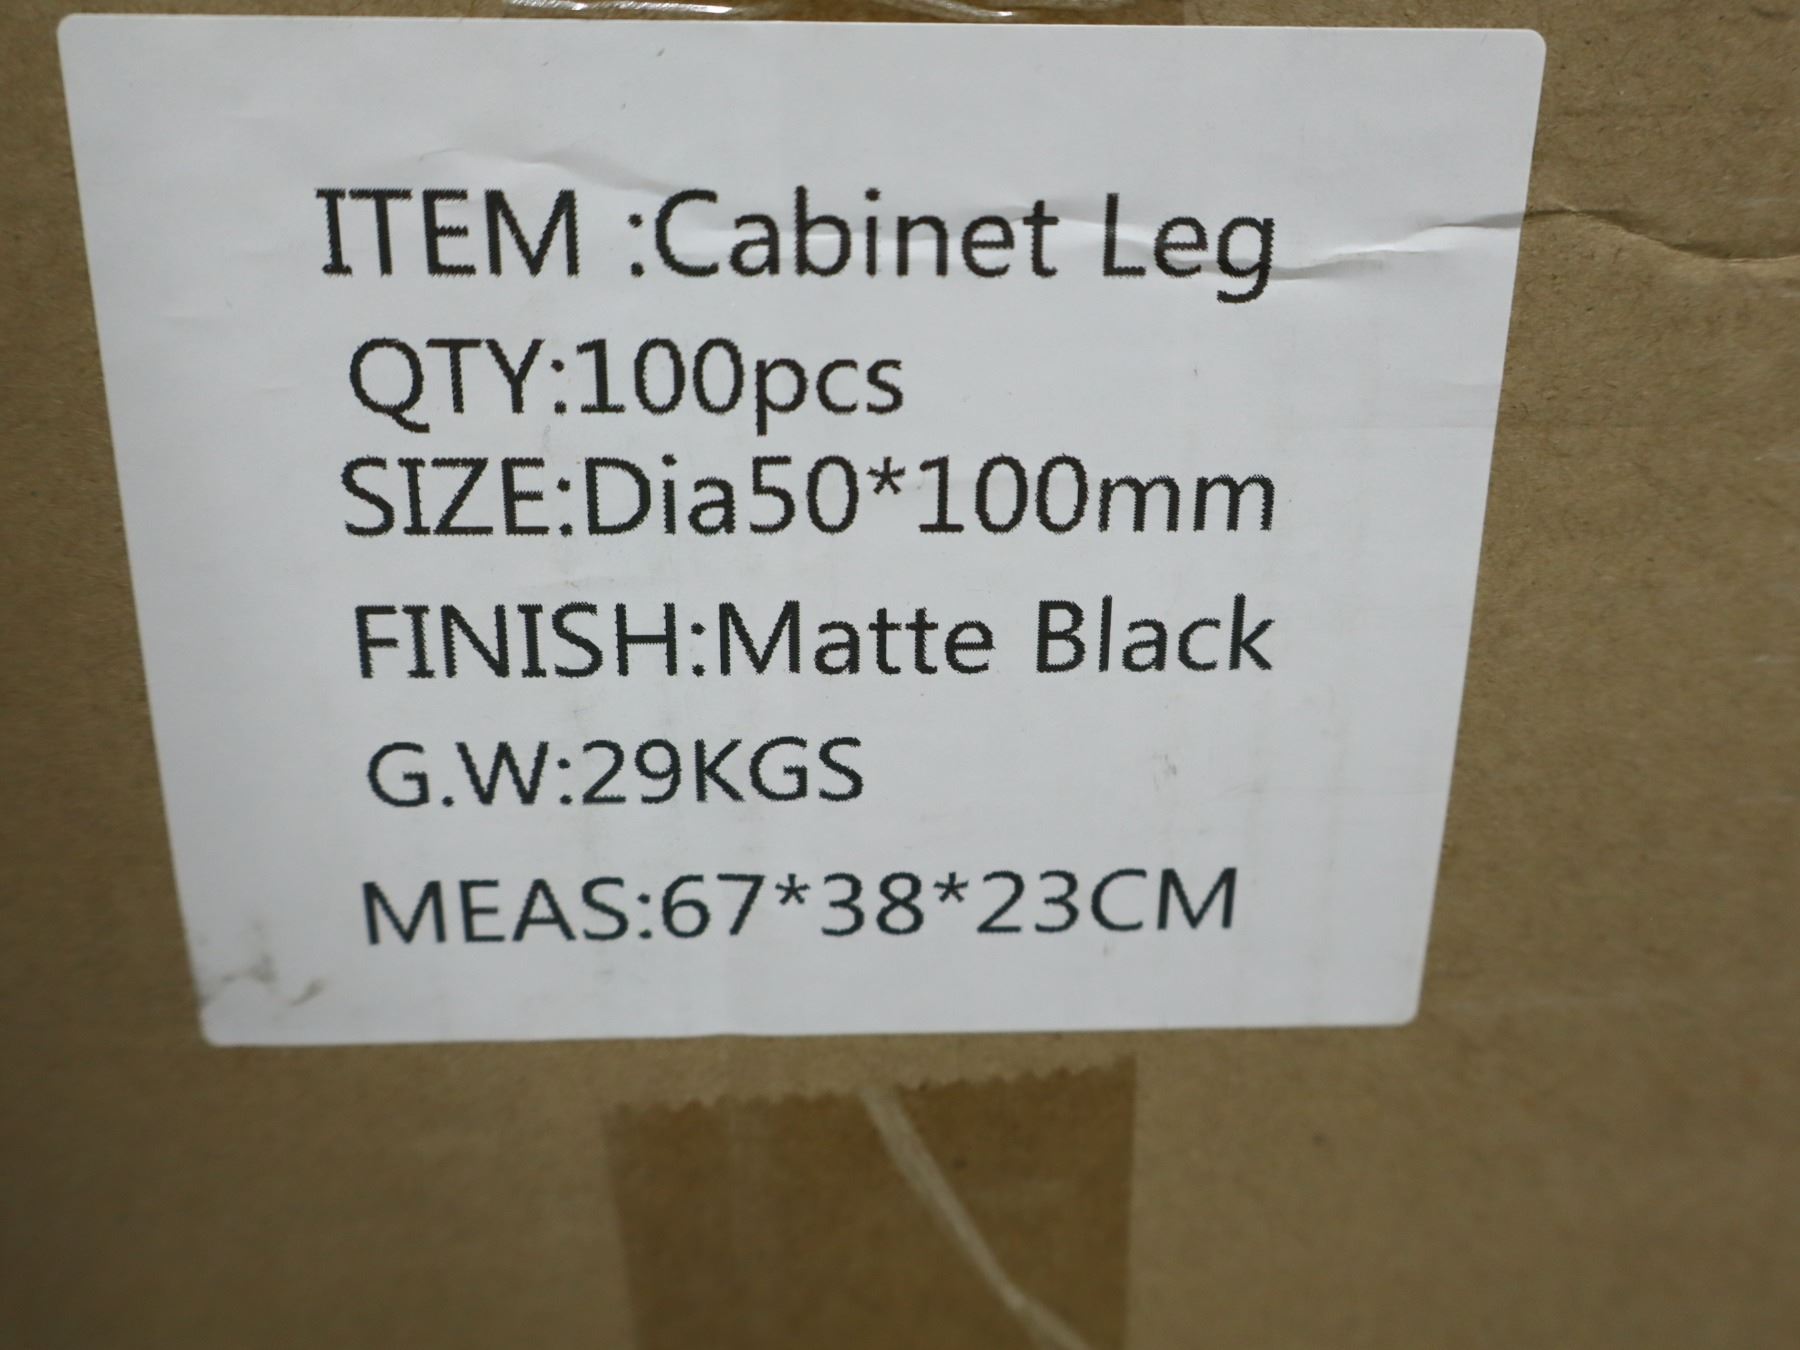 ITEM :Cabinet Leg
QTY:100pcs
SIZE:Dia50*100mm
FINISH:Matte Black
G.W:29KGS
MEAS:67*38*23CM